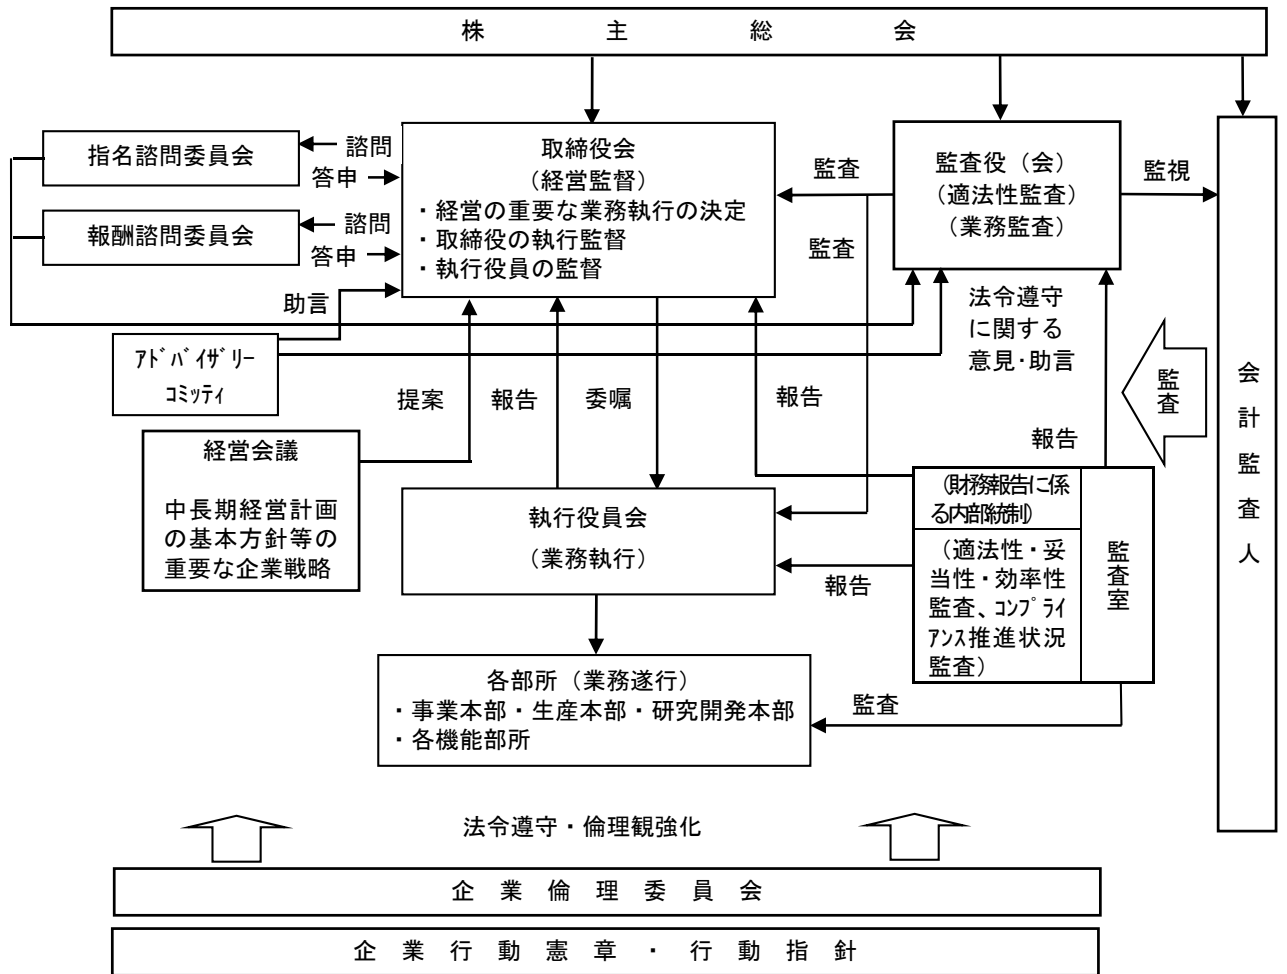 株主総会
指名諮問委員会
諮問
答申
報酬諮問委員会
諮問
答申
助言
取締役会
(経営監督)
・経営の重要な業務執行の決定
・取締役の執行監督
・執行役員の監督
監査
監査
監査役（会）
(適法性監査)
(業務監査)
監視
法令遵守
に関する
意見・助言
ｱﾄﾞﾊﾞｲｻﾞﾘｰ
ｺﾐｯﾃｨ
提案
報告
委嘱
報告
報告
監査
会計監査人
経営会議
中長期経営計画
の基本方針等の
重要な企業戦略
執行役員会
(業務執行)
報告
(財務報告に係
る内部統制)
（適法性・妥
当性・効率性
監査、ｺﾝﾌﾟﾗｲ
ｱﾝｽ推進状況
監査）
監査室
各部所（業務遂行）
・事業本部・生産本部・研究開発本部
・各機能部所
監査
法令遵守・倫理観強化
企業倫理委員会
企業行動憲章・行動指針